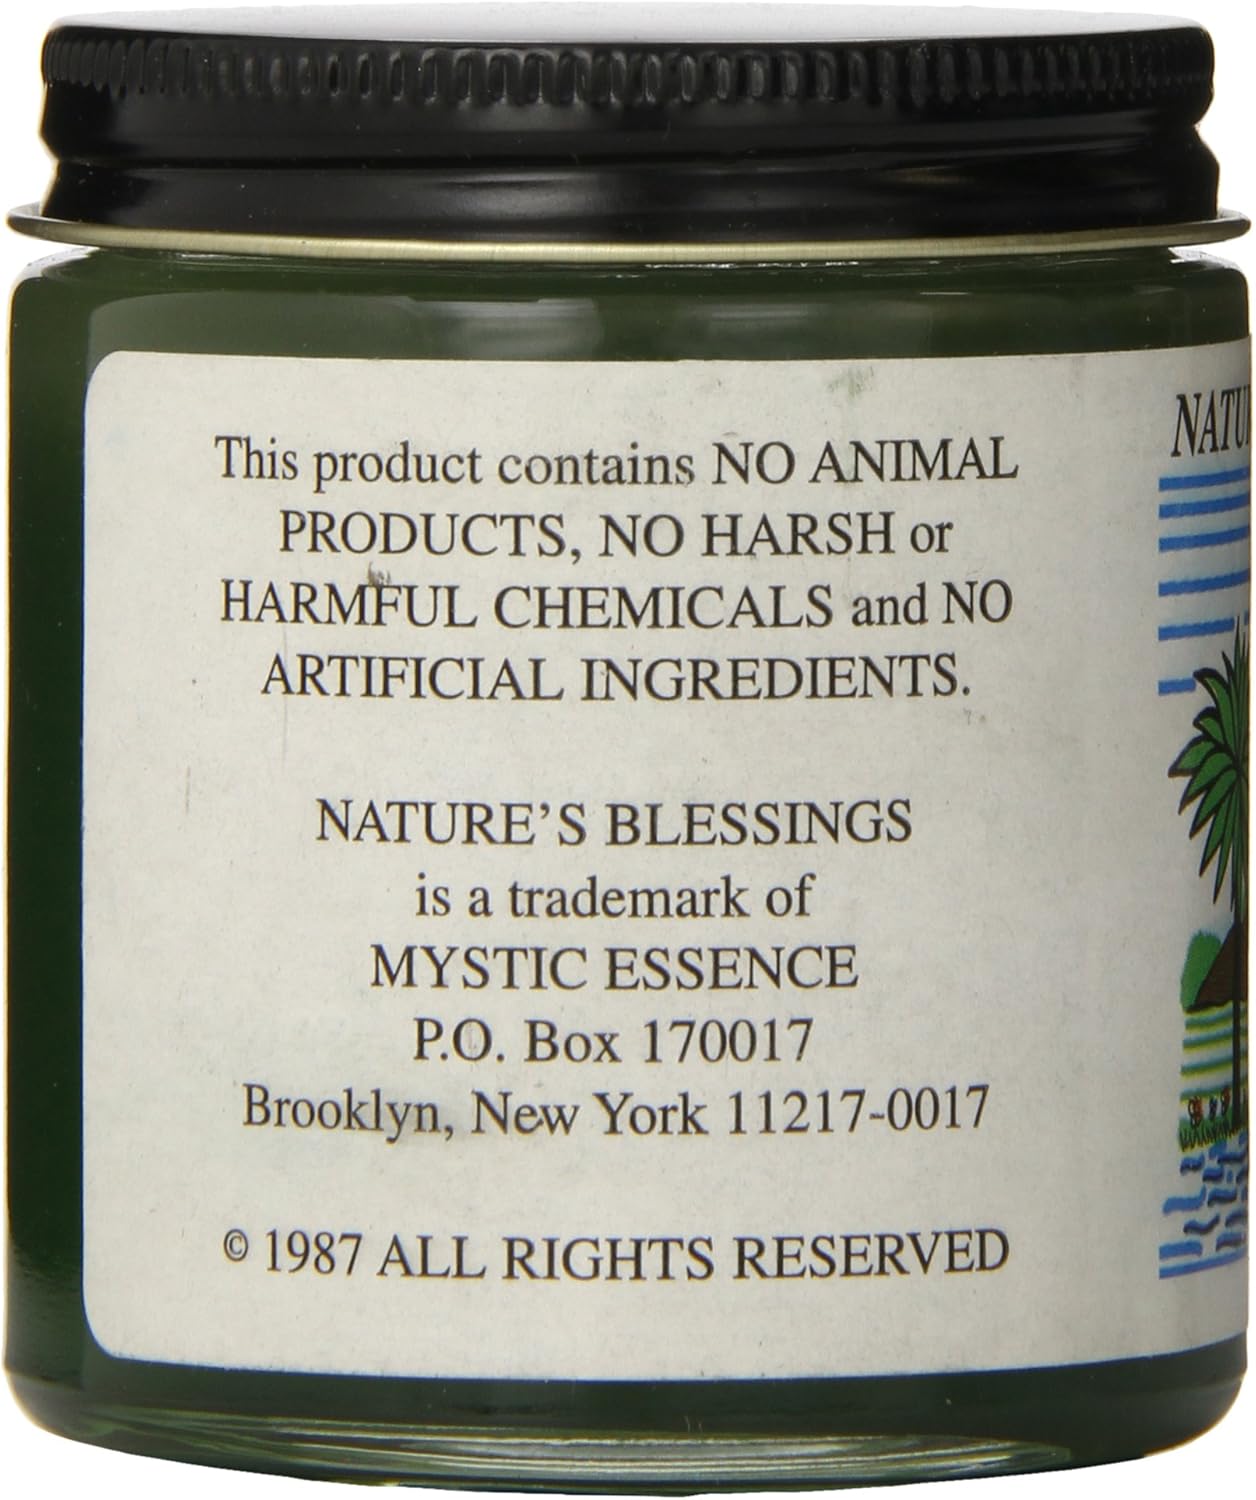 This product contains NO ANIMAL
PRODUCTS, NO HARSH or
HARMFUL CHEMICALS and NO
ARTIFICIAL INGREDIENTS.
NATURE’S BLESSINGS
is a trademark of
MYSTIC ESSENCE
P.O. Box 170017
Brooklyn, New York 11217-0017
© 1987 ALL RIGHTS RESERVED